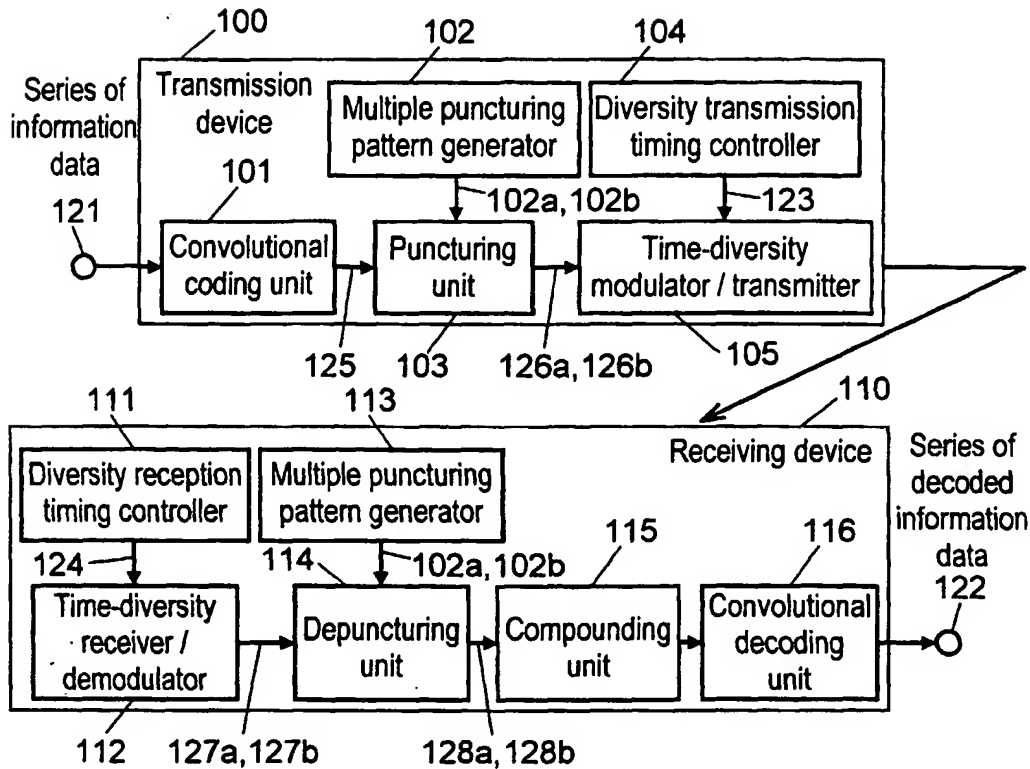 100
102
104
Series of
information
data
121
Transmission
device
Multiple puncturing
pattern generator
Diversity transmission
timing controller
101
102a, 102b
123
Convolutional
coding unit
Puncturing
unit
Time-diversity
modulator / transmitter
125
103
126a, 126b
105
111
113
110
Receiving device
Diversity reception
timing controller
Multiple puncturing
pattern generator
Series of
decoded
information
data
122
124
114
102a, 102b
115
116
Time-diversity
receiver /
demodulator
Depuncturing
unit
Compounding
unit
Convolutional
decoding
unit
112
127a, 127b
128a, 128b